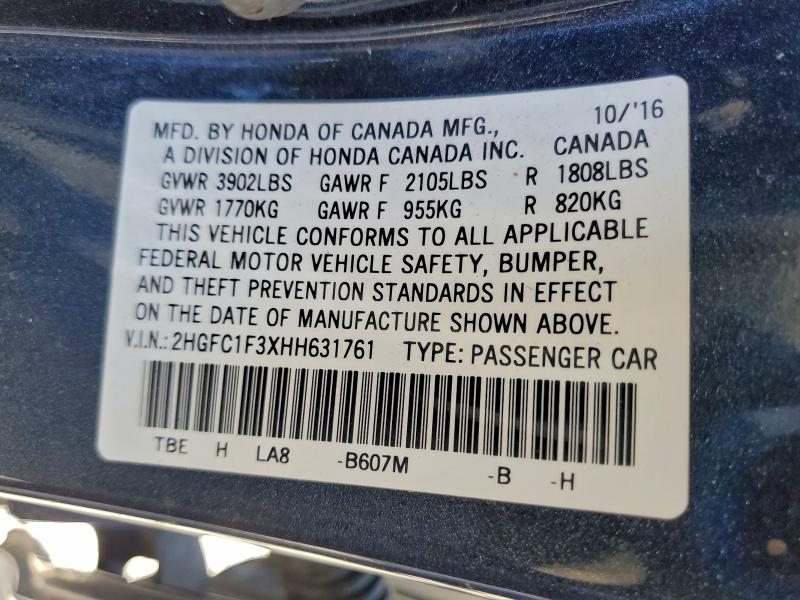 10/'16
MFD. BY HONDA OF CANADA MFG.,
A DIVISION OF HONDA CANADA INC. CANADA
GVWR 3902LBS GAWR F 2105LBS R 1808LBS
GVWR 1770KG GAWR F 955KG R 820KG
THIS VEHICLE CONFORMS TO ALL APPLICABLE
FEDERAL MOTOR VEHICLE SAFETY, BUMPER,
AND THEFT PREVENTION STANDARDS IN EFFECT
ON THE DATE OF MANUFACTURE SHOWN ABOVE.
V.I.N.: 2HGFC1F3XHH631761 TYPE: PASSENGER CAR
TBE H LA8 -B607M -B -H